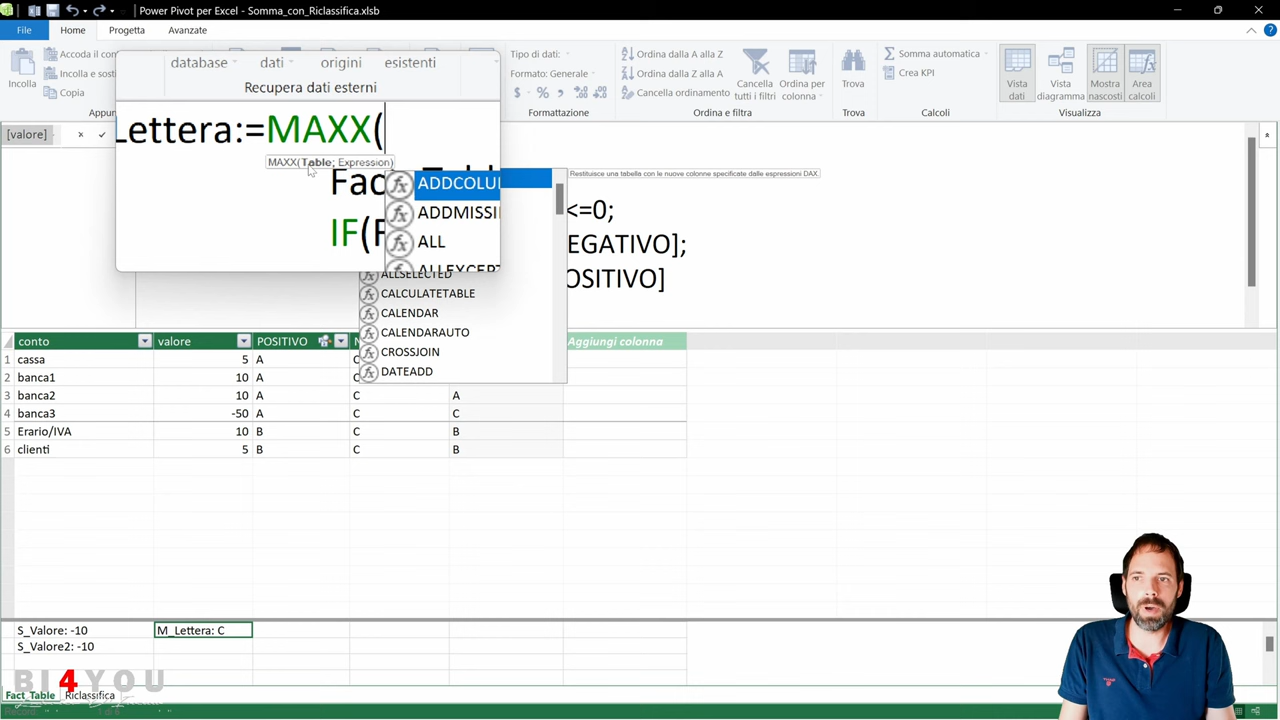 Power Pivot per Excel - Somma_con_Riclassifica.xlsb
File Home Progetta Avanzate
Incolla
Copia
database dati origini esistenti
Recupera dati esterni
Tipo di dati:
Formato: Generale
$ %
Formattazione
Ordina dalla A alla Z
Ordina dalla Z alla A
Cancella ordinamento
Cancella tutti i filtri
Ordina per colonna
Ordina e filtra
Trova
Trova
Somma automatica
Crea KPI
Calcoli
Vista dati
Vista diagramma
Mostra nascosti
Area calcoli
Visualizza
[valore]
Lettera:=MAXX(
MAXX(Table; Expression)
Restituisce una tabella con le nuove colonne specificate dalle espressioni DAX.
<=0;
IF(F
EGATIVO];
OSITIVO]
ADDCOLU
ADDMISSI
ALL
ALLEXCEPT
ALLSELECTED
CALCULATETABLE
CALENDAR
CALENDARAUTO
CROSSJOIN
DATEADD
conto valore POSITIVO Aggiungi colonna
1 cassa 5 A C
2 banca1 10 A C
3 banca2 10 A C A
4 banca3 -50 A C C
5 Erario/IVA 10 B C B
6 clienti 5 B C B
S_Valore: -10 M_Lettera: C
S_Valore2: -10
BI4YOU
Fact_Table Riclassifica